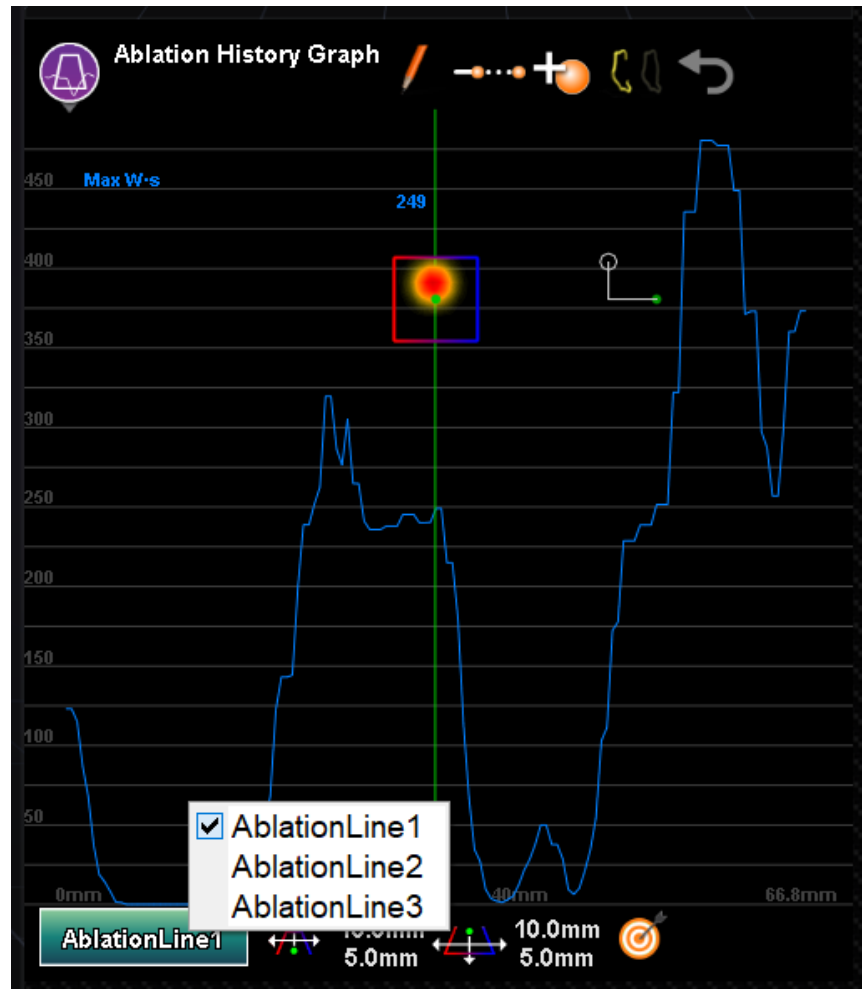 Ablation History Graph
450
Max W·s
249
400
350
300
250
200
150
100
50
AblationLine1
AblationLine2
AblationLine3
0mm
40mm
66.8mm
AblationLine1
5.0mm
10.0mm
5.0mm